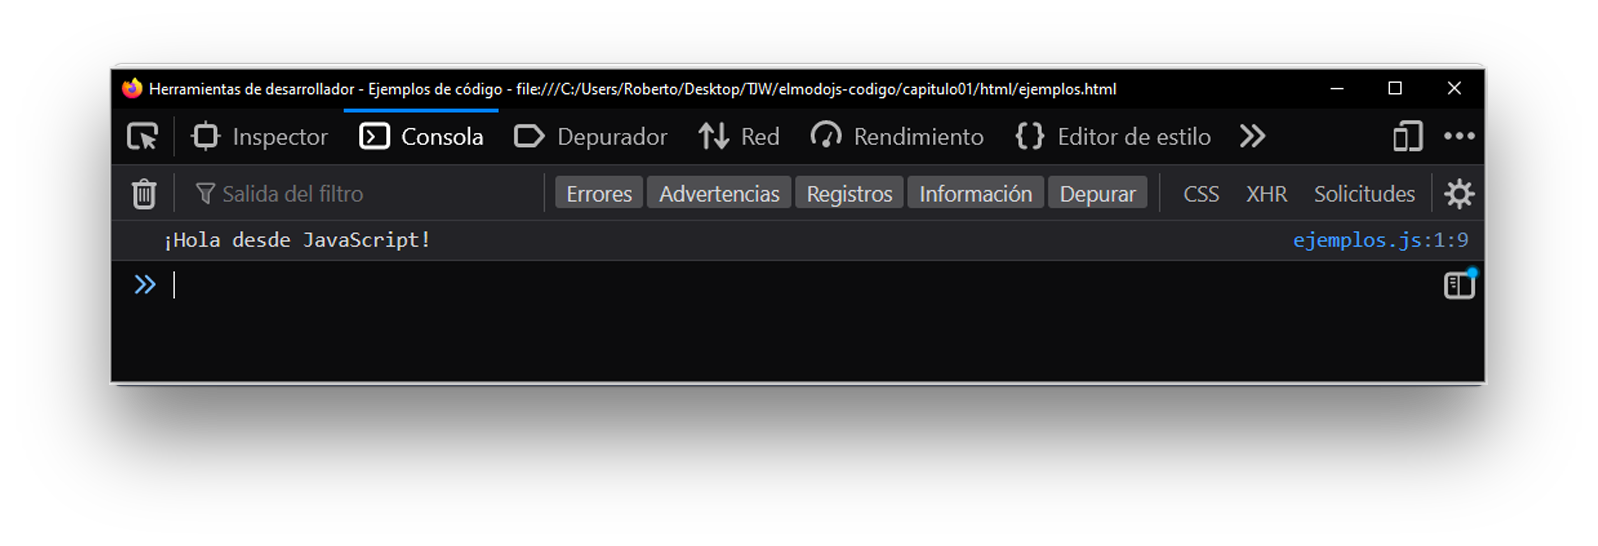 Herramientas de desarrollador - Ejemplos de código - file:///C:/Users/Roberto/Desktop/TJW/elmodojs-codigo/capitulo01/html/ejemplos.html
Inspector Consola Depurador Red Rendimiento Editor de estilo
Salida del filtro Errores Advertencias Registros Información Depurar CSS XHR Solicitudes
¡Hola desde JavaScript! ejemplos.js:1:9